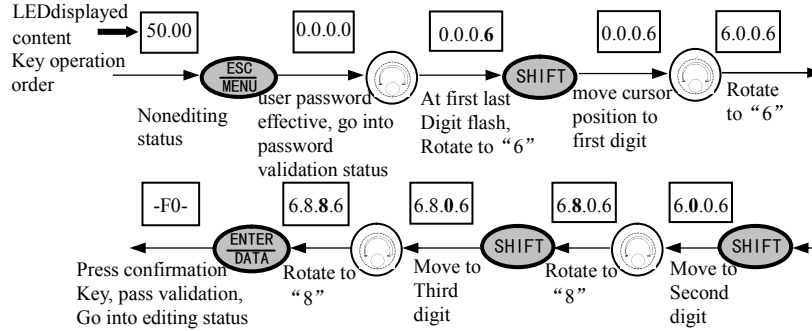 LEDdisplayed
content
Key operation
order
50.00
0.0.0.0
0.0.0.6
0.0.0.6
6.0.0.6
ESC
MENU
SHIFT
Nonediting
status
user password
effective, go into
password
validation status
At first last
Digit flash,
Rotate to “6”
move cursor
position to
first digit
Rotate
to “6”
-F0-
6.8.8.6
6.8.0.6
6.8.0.6
6.0.0.6
ENTER
DATA
SHIFT
SHIFT
Press confirmation
Key, pass validation,
Go into editing status
Rotate to
“8”
Move to
Third
digit
Rotate to
“8”
Move to
Second
digit